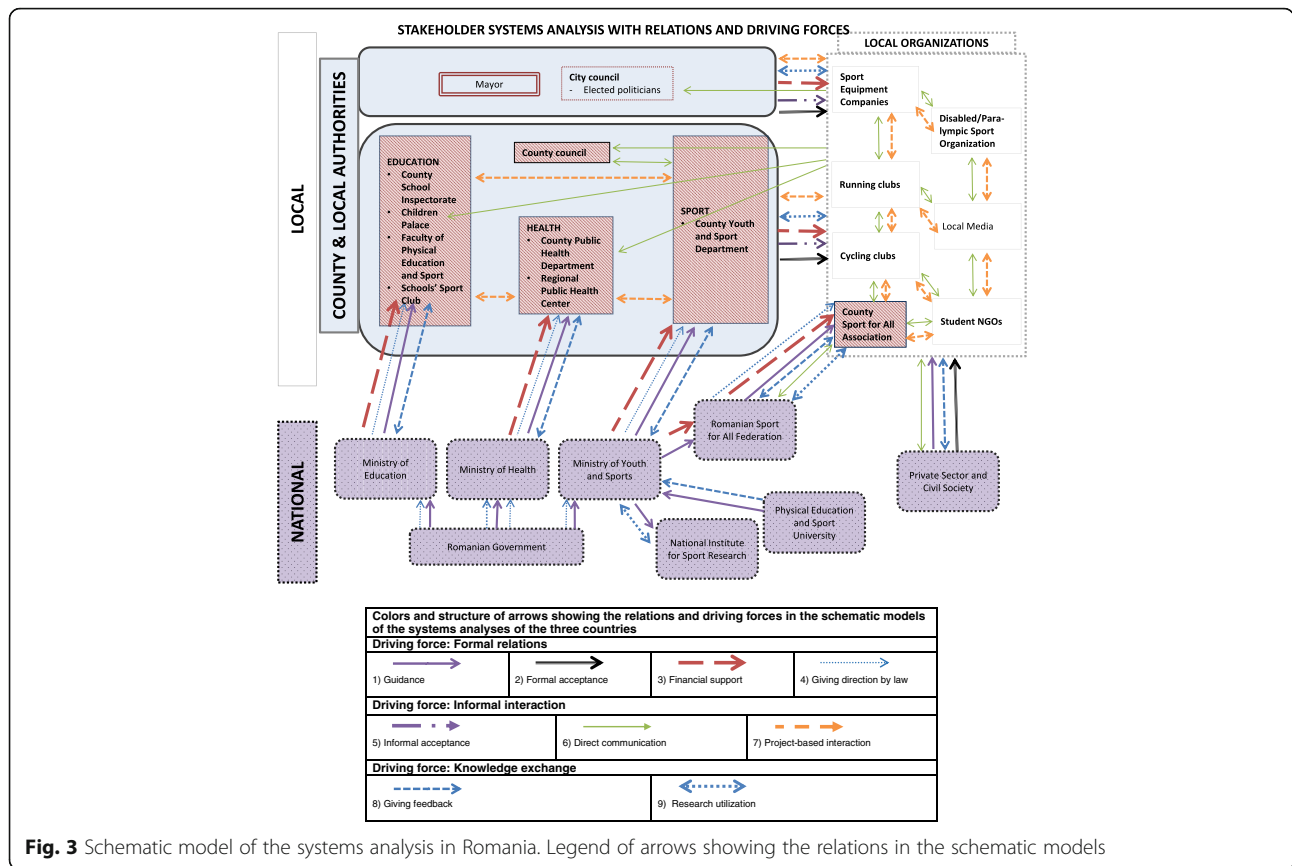 STAKEHOLDER SYSTEMS ANALYSIS WITH RELATIONS AND DRIVING FORCES
LOCAL ORGANIZATIONS
LOCAL
COUNTY & LOCAL AUTHORITIES
Mayor
City council
- Elected politicians
Sport
Equipment
Companies
Disabled/Para-
lympic Sport
Organization
County council
EDUCATION
• County
School
Inspectorate
• Children
Palace
• Faculty of
Physical
Education
and Sport
• Schools' Sport
Club
HEALTH
• County Public
Health
Department
• Regional
Public Health
Center
SPORT
• County Youth
and Sport
Department
Running clubs
Local Media
Cycling clubs
County
Sport for All
Association
Student NGOs
NATIONAL
Romanian Sport
for All Federation
Ministry of
Education
Ministry of Health
Ministry of Youth
and Sports
Private Sector and
Civil Society
Physical Education
and Sport
University
Romanian Government
National Institute
for Sport Research
Colors and structure of arrows showing the relations and driving forces in the schematic models
of the systems analyses of the three countries
Driving force: Formal relations
1) Guidance
2) Formal acceptance
3) Financial support
4) Giving direction by law
Driving force: Informal interaction
5) Informal acceptance
6) Direct communication
7) Project-based interaction
Driving force: Knowledge exchange
8) Giving feedback
9) Research utilization
Fig. 3 Schematic model of the systems analysis in Romania. Legend of arrows showing the relations in the schematic models